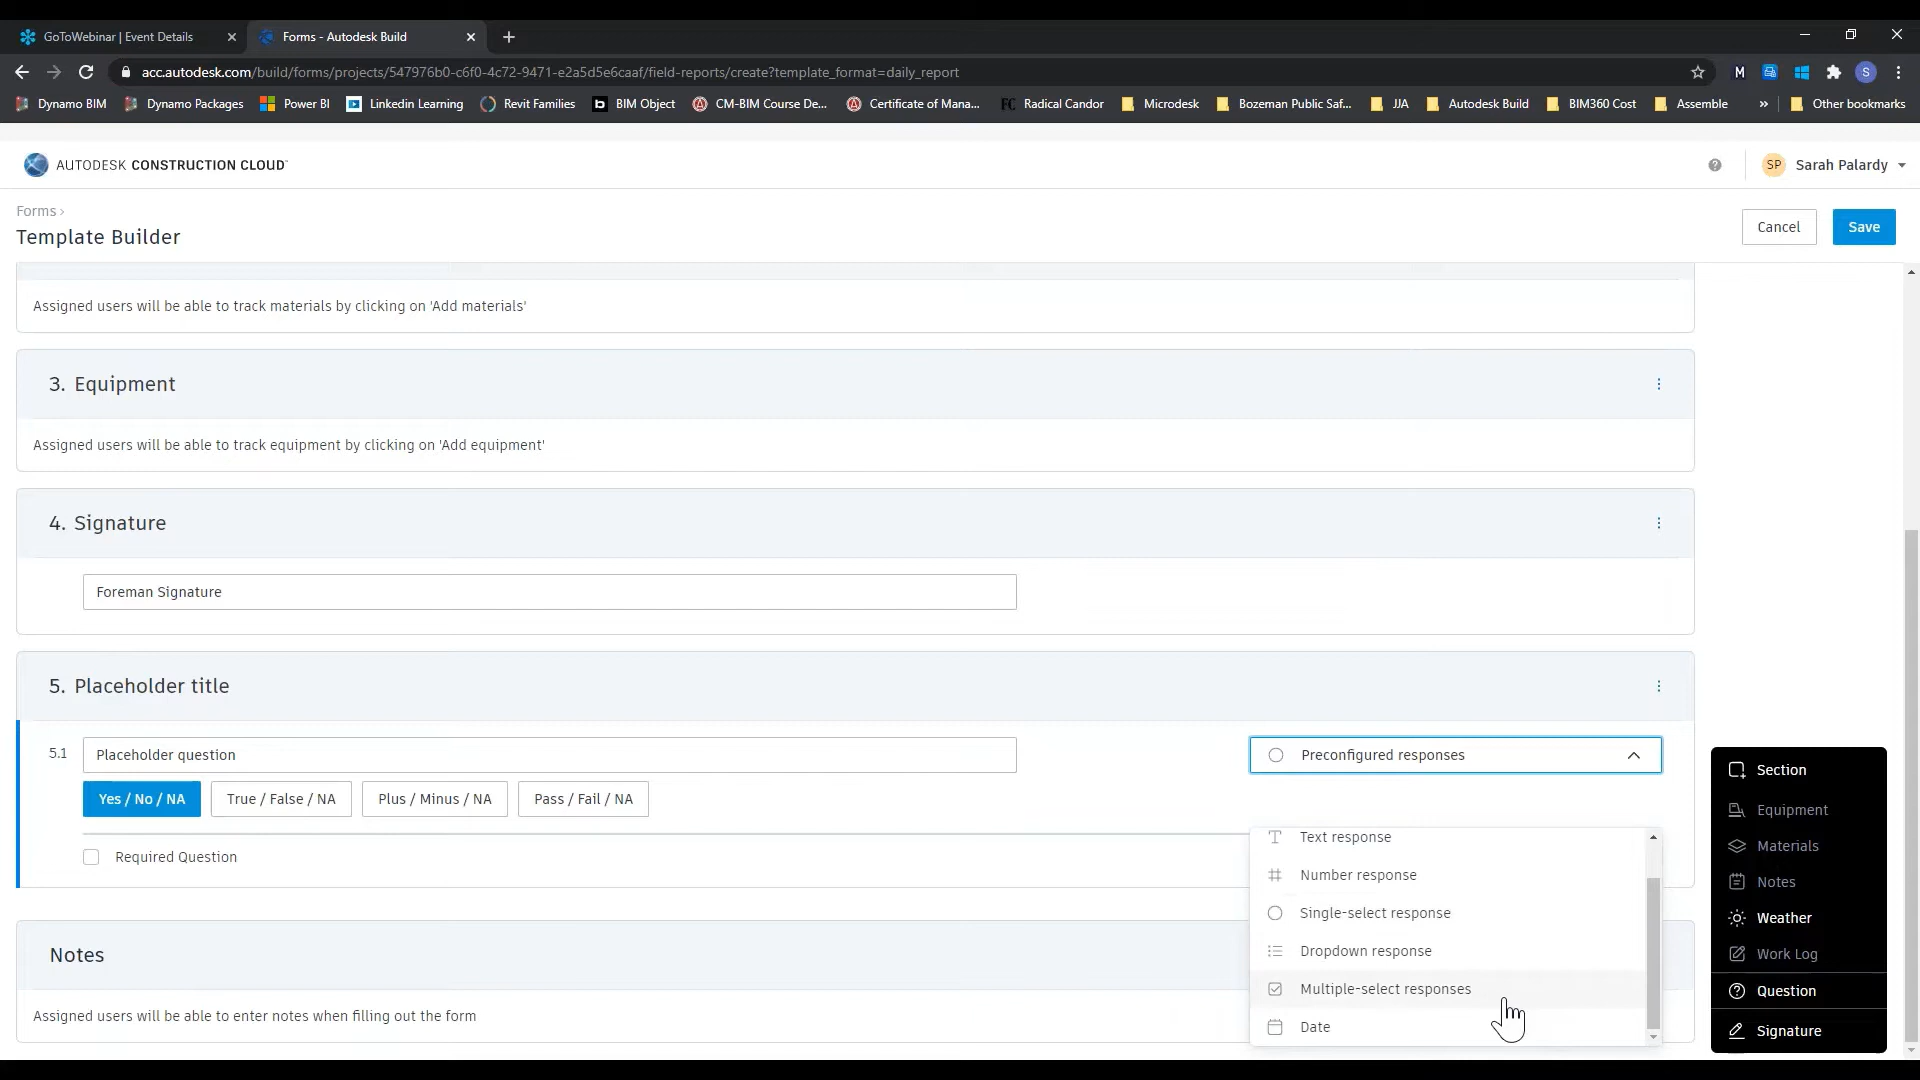 GoToWebinar | Event Details
Forms - Autodesk Build
acc.autodesk.com/build/forms/projects/547976b0-c6f0-4c72-9471-e2a5d5e6caaf/field-reports/create?template_format=daily_report
M
S
Dynamo BIM
Dynamo Packages
Power BI
Linkedin Learning
Revit Families
b BIM Object
CM-BIM Course De...
Certificate of Mana...
FC Radical Candor
Microdesk
Bozeman Public Saf...
JJA
Autodesk Build
BIM360 Cost
Assemble
»
Other bookmarks
AUTODESK CONSTRUCTION CLOUD
SP Sarah Palardy
Forms ›
Template Builder
Cancel
Save
Assigned users will be able to track materials by clicking on 'Add materials'
3. Equipment
Assigned users will be able to track equipment by clicking on 'Add equipment'
4. Signature
Foreman Signature
5. Placeholder title
5.1 Placeholder question
Preconfigured responses
Yes / No / NA
True / False / NA
Plus / Minus / NA
Pass / Fail / NA
Required Question
Text response
Number response
Single-select response
Dropdown response
Multiple-select responses
Date
Notes
Assigned users will be able to enter notes when filling out the form
Section
Equipment
Materials
Notes
Weather
Work Log
Question
Signature